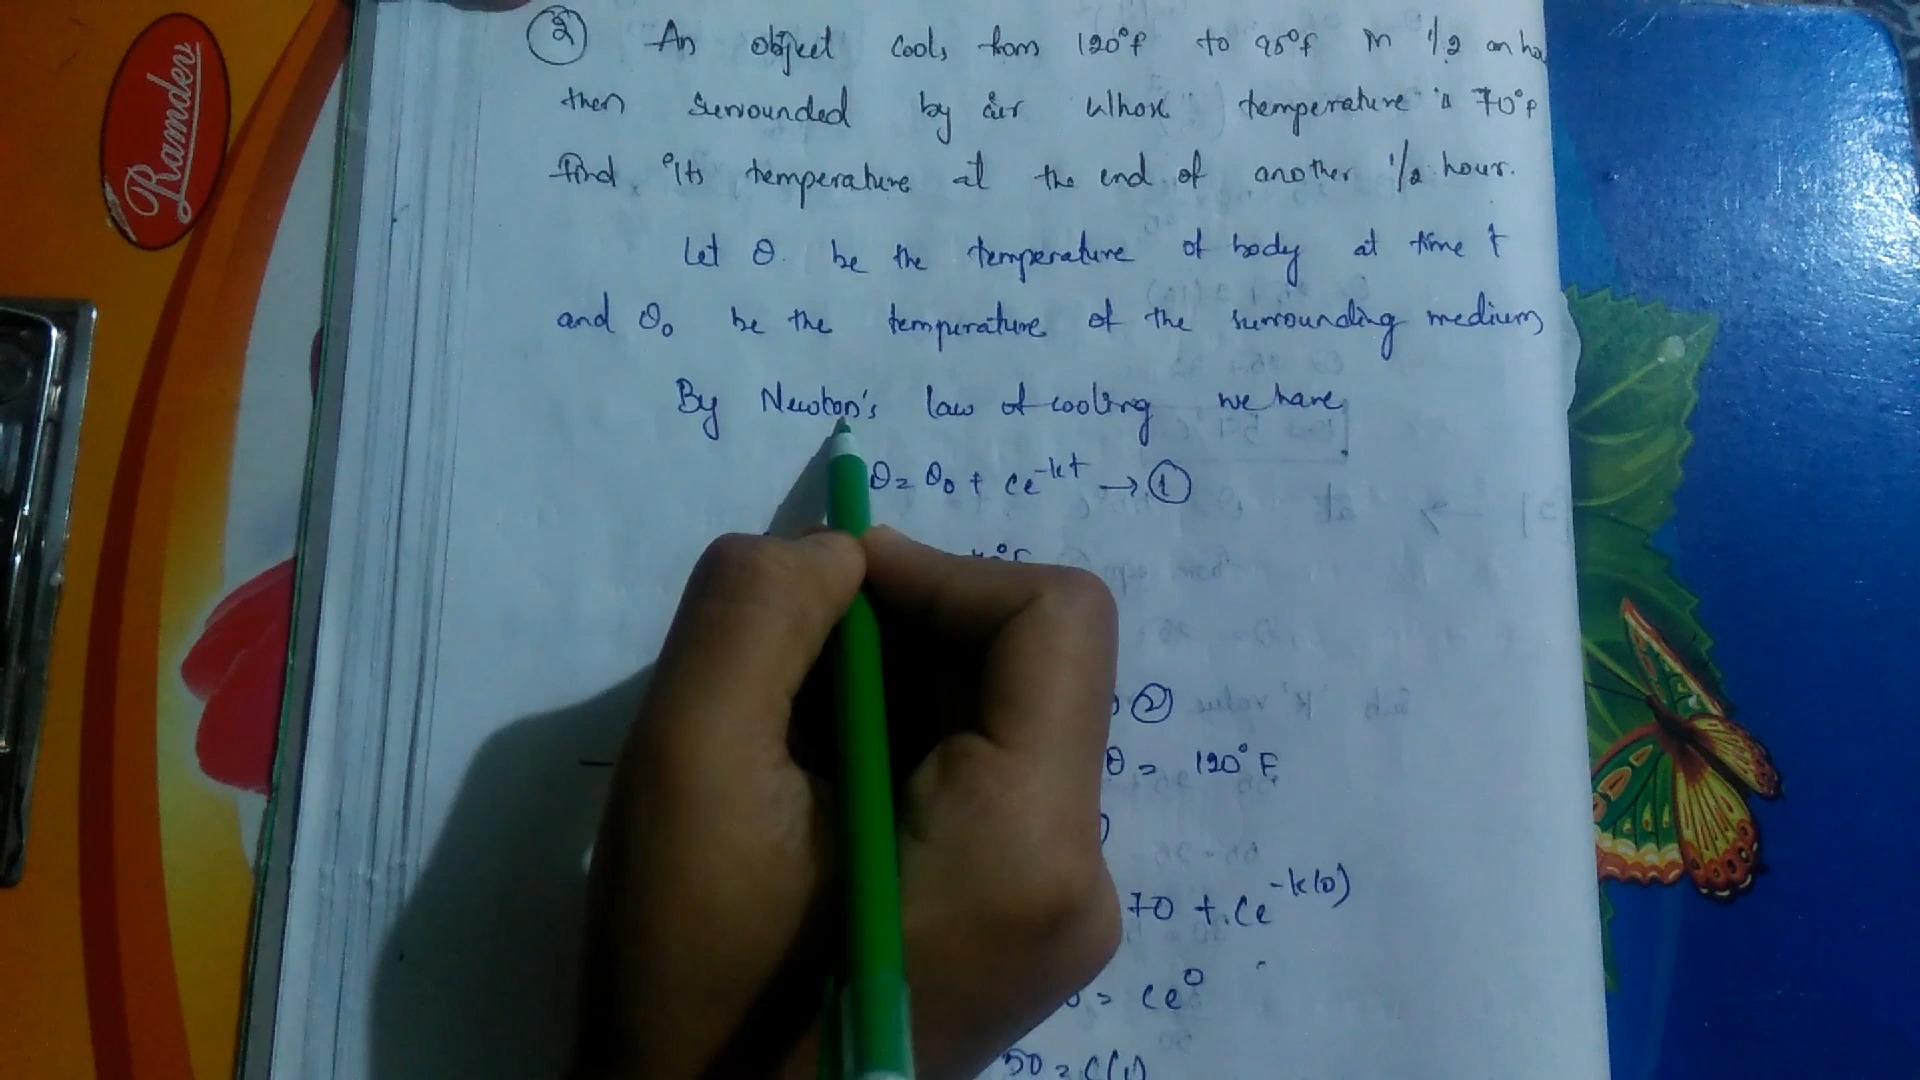 Ramdev
② An object cools from 120°F to 95°F in 1/2 an ho
then surrounded by air whose temperature is 70°F
find its temperature at the end of another 1/2 hour.
Let θ be the temperature of body at time t
and θ₀ be the temperature of the surrounding medium
By Newton's law of cooling we have
θ = θ₀ + ce^-kt → ①
②
θ = 120°F
70 + ce^-k(0)
= ce^0
50 = c(1)